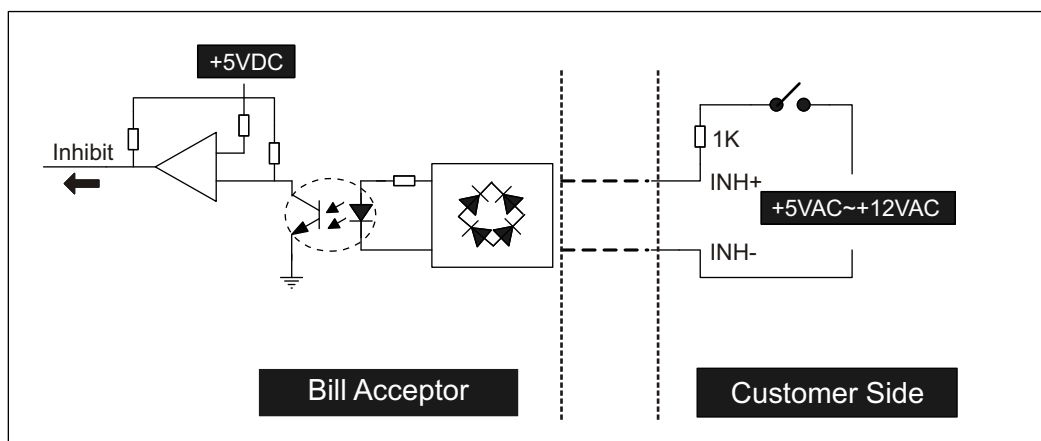 +5VDC
Inhibit
1K
INH+
+5VAC~+12VAC
INH-
Bill Acceptor
Customer Side